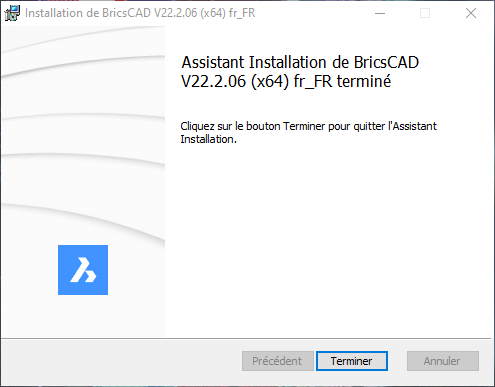 Installation de BricsCAD V22.2.06 (x64) fr_FR
Assistant Installation de BricsCAD
V22.2.06 (x64) fr_FR terminé
Cliquez sur le bouton Terminer pour quitter l'Assistant
Installation.
Précédent
Terminer
Annuler